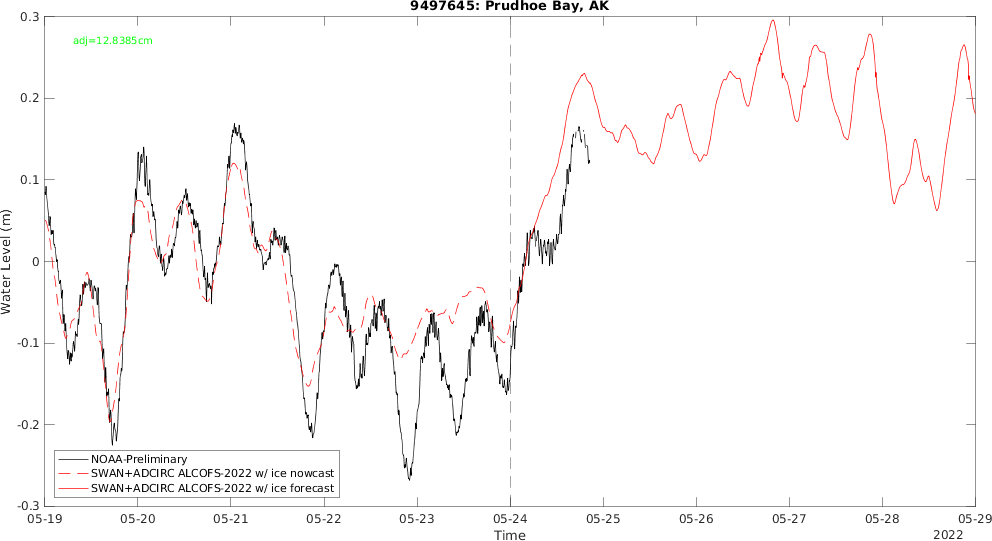 9497645: Prudhoe Bay, AK
0.3
adj=12.8385cm
0.2
0.1
0
-0.1
-0.2
-0.3
Water Level (m)
NOAA-Preliminary
SWAN+ADCIRC ALCOFS-2022 w/ ice nowcast
SWAN+ADCIRC ALCOFS-2022 w/ ice forecast
05-19 05-20 05-21 05-22 05-23 05-24 05-25 05-26 05-27 05-28 05-29
Time 2022